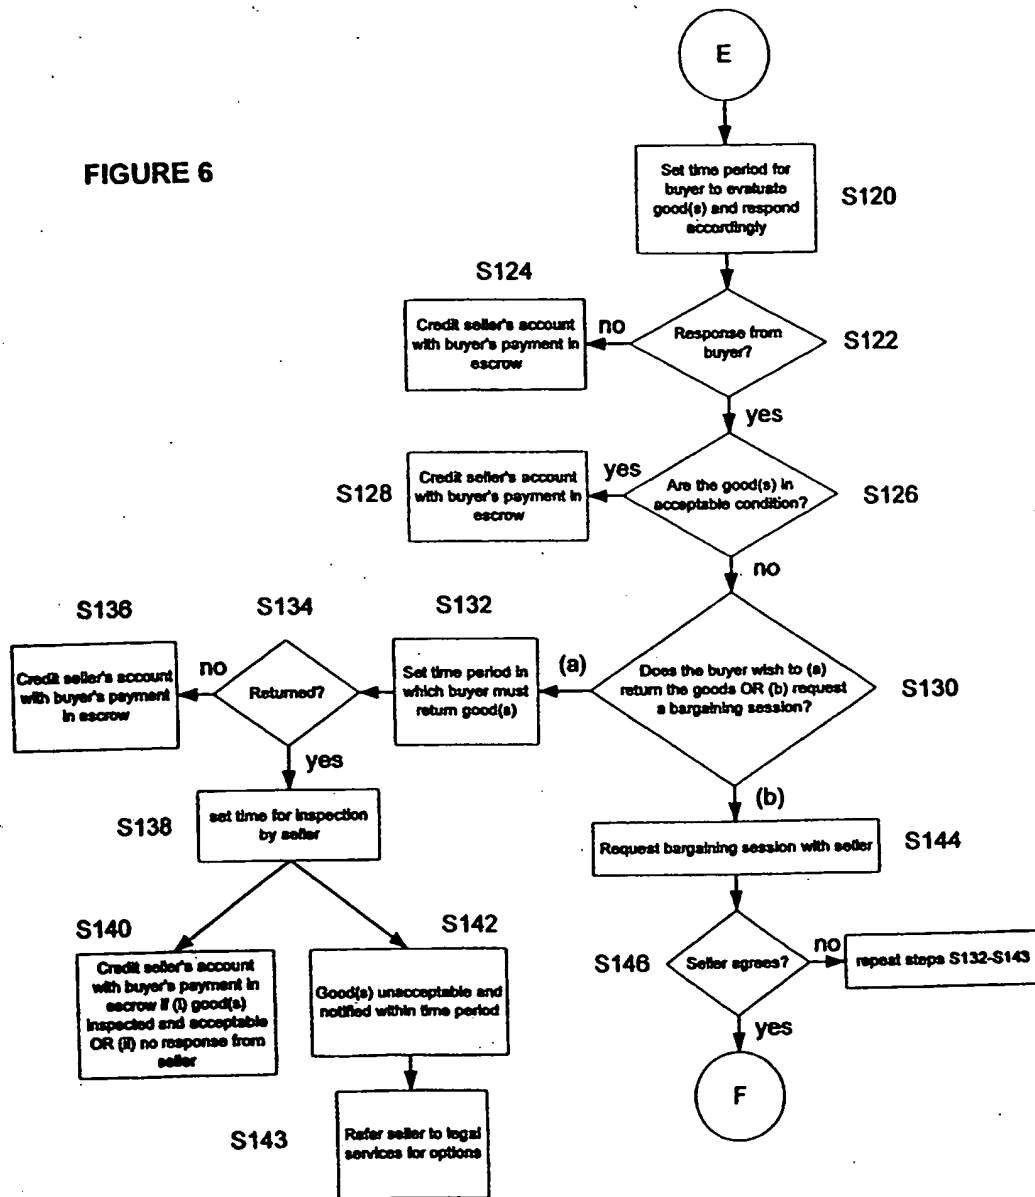 E
FIGURE 6
Set time period for
buyer to evaluate
good(s) and respond
accordingly
S120
S124
Credit seller's account
with buyer's payment in
escrow
no
Response from
buyer?
S122
yes
S128
Credit seller's account
with buyer's payment in
escrow
yes
Are the good(s) in
acceptable condition?
S126
no
S136
S134
S132
Credit seller's account
with buyer's payment
in escrow
no
Returned?
Set time period in
which buyer must
return good(s)
(a)
Does the buyer wish to (a)
return the goods OR (b) request
a bargaining session?
S130
yes
(b)
S138
set time for inspection
by seller
Request bargaining session with seller
S144
S140
Credit seller's account
with buyer's payment in
escrow if (i) good(s)
inspected and acceptable
OR (ii) no response from
seller
S142
Good(s) unacceptable and
notified within time period
S146
Seller agrees?
no
repeat steps S132-S143
yes
F
S143
Refer seller to legal
services for options